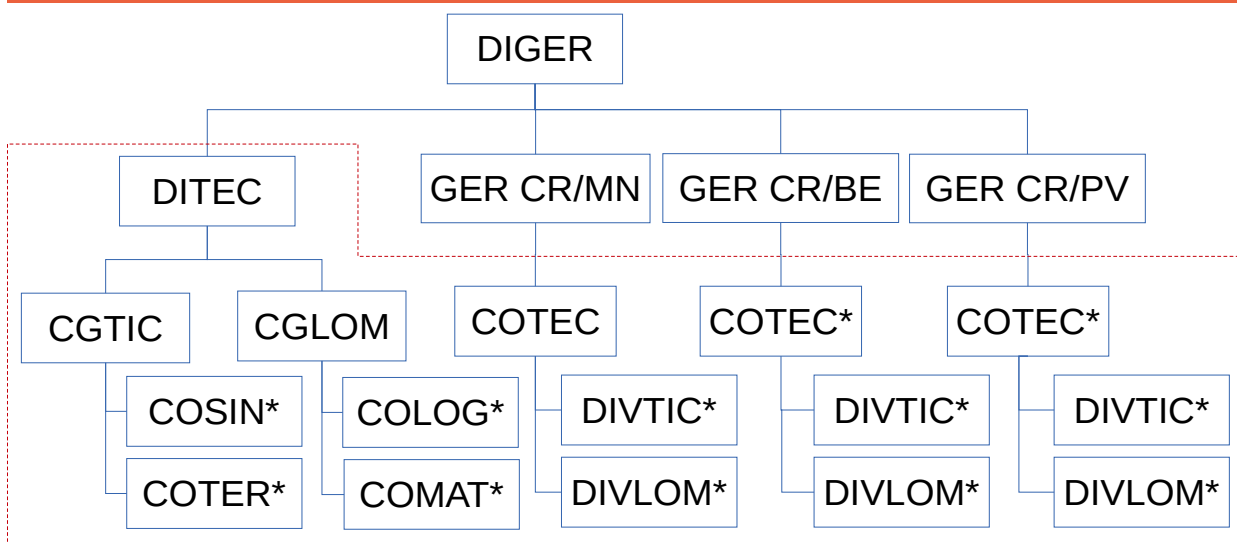 DIGER
DITEC
GER CR/MN
GER CR/BE
GER CR/PV
CGTIC
CGLOM
COTEC
COTEC*
COTEC*
COSIN*
COLOG*
DIVTIC*
DIVTIC*
DIVTIC*
COTER*
COMAT*
DIVLOM*
DIVLOM*
DIVLOM*